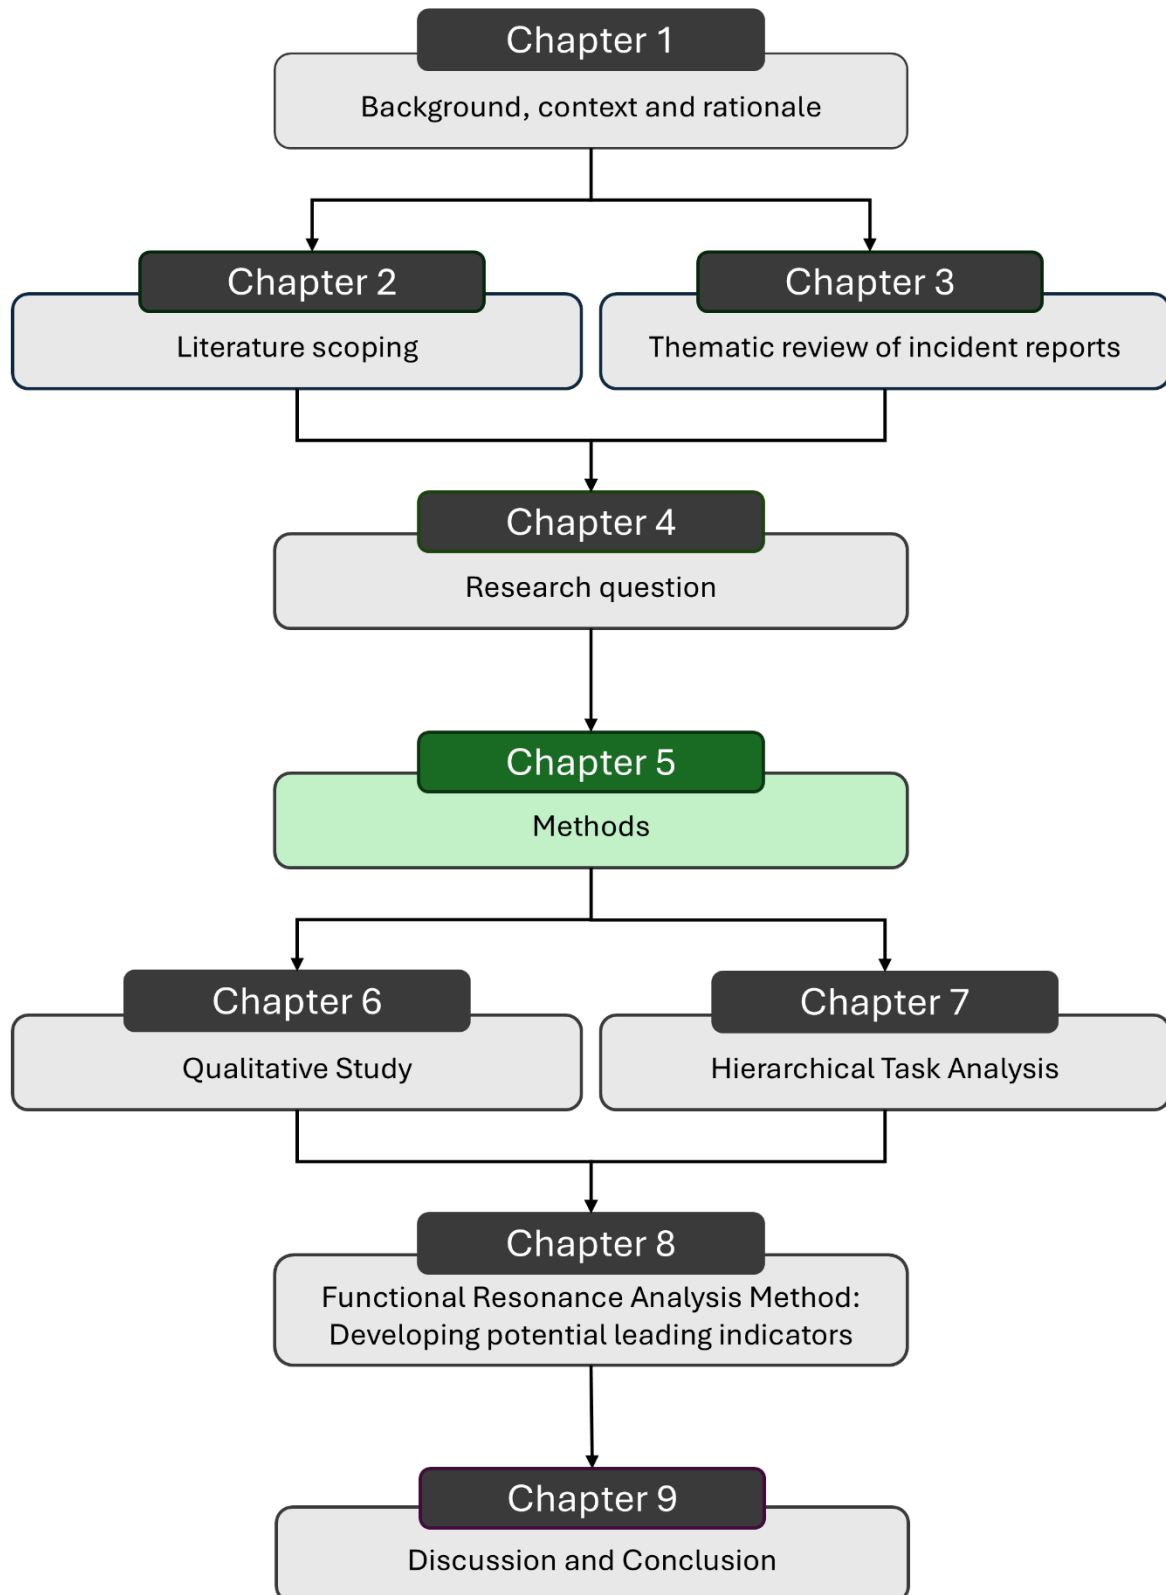 Chapter 1
Background, context and rationale
Chapter 2
Literature scoping
Chapter 3
Thematic review of incident reports
Chapter 4
Research question
Chapter 5
Methods
Chapter 6
Qualitative Study
Chapter 7
Hierarchical Task Analysis
Chapter 8
Functional Resonance Analysis Method:
Developing potential leading indicators
Chapter 9
Discussion and Conclusion